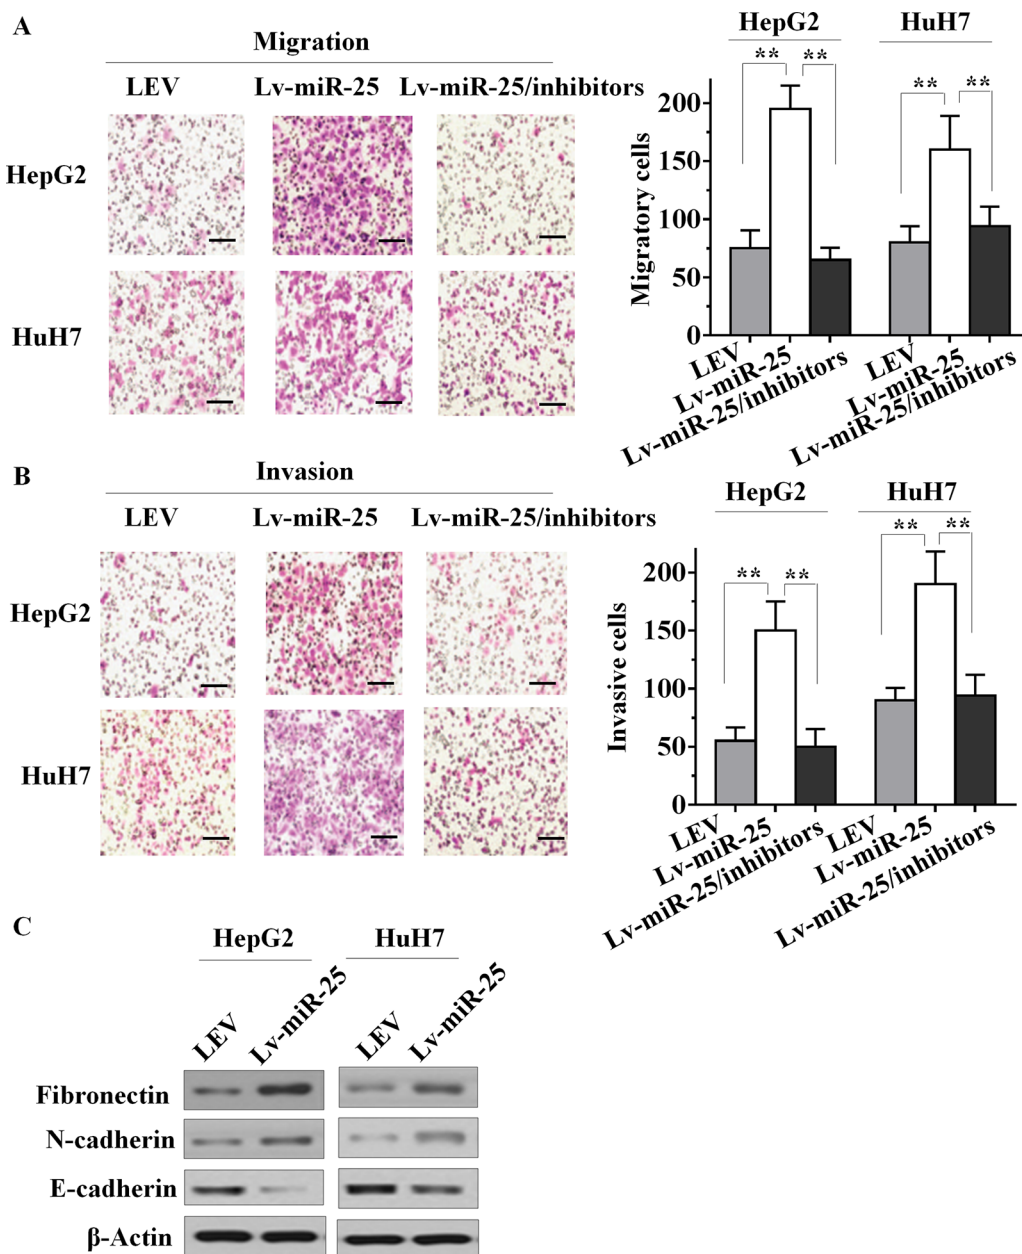 A
Migration
LEV Lv-miR-25 Lv-miR-25/inhibitors
HepG2
HuH7
HepG2 HuH7
** ** ** **
Migratory cells
200
150
100
50
0
LEV
Lv-miR-25
Lv-miR-25/inhibitors
LEV
Lv-miR-25
Lv-miR-25/inhibitors
B
Invasion
LEV Lv-miR-25 Lv-miR-25/inhibitors
HepG2
HuH7
HepG2 HuH7
** ** ** **
Invasive cells
200
150
100
50
0
LEV
Lv-miR-25
Lv-miR-25/inhibitors
LEV
Lv-miR-25
Lv-miR-25/inhibitors
C
HepG2 HuH7
LEV Lv-miR-25 LEV Lv-miR-25
Fibronectin
N-cadherin
E-cadherin
β-Actin